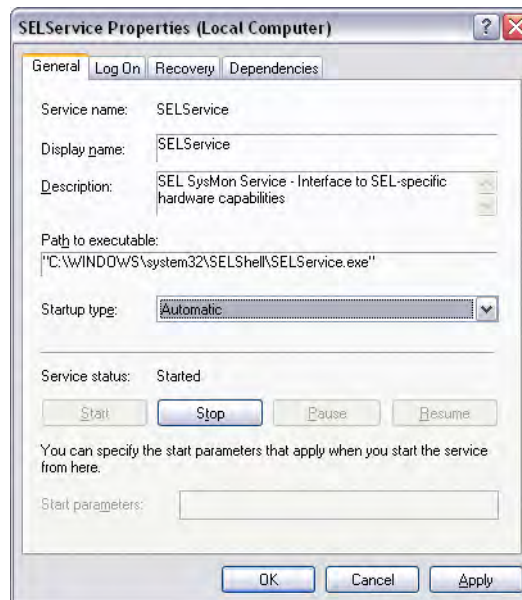 SELService Properties (Local Computer)
General Log On Recovery Dependencies
Service name: SELService
Display name: SELService
Description: SEL SysMon Service - Interface to SEL-specific
hardware capabilities
Path to executable:
"C:\WINDOWS\system32\SELShell\SELService.exe"
Startup type: Automatic
Service status: Started
Start Stop Pause Resume
You can specify the start parameters that apply when you start the service
from here.
Start parameters:
OK Cancel Apply